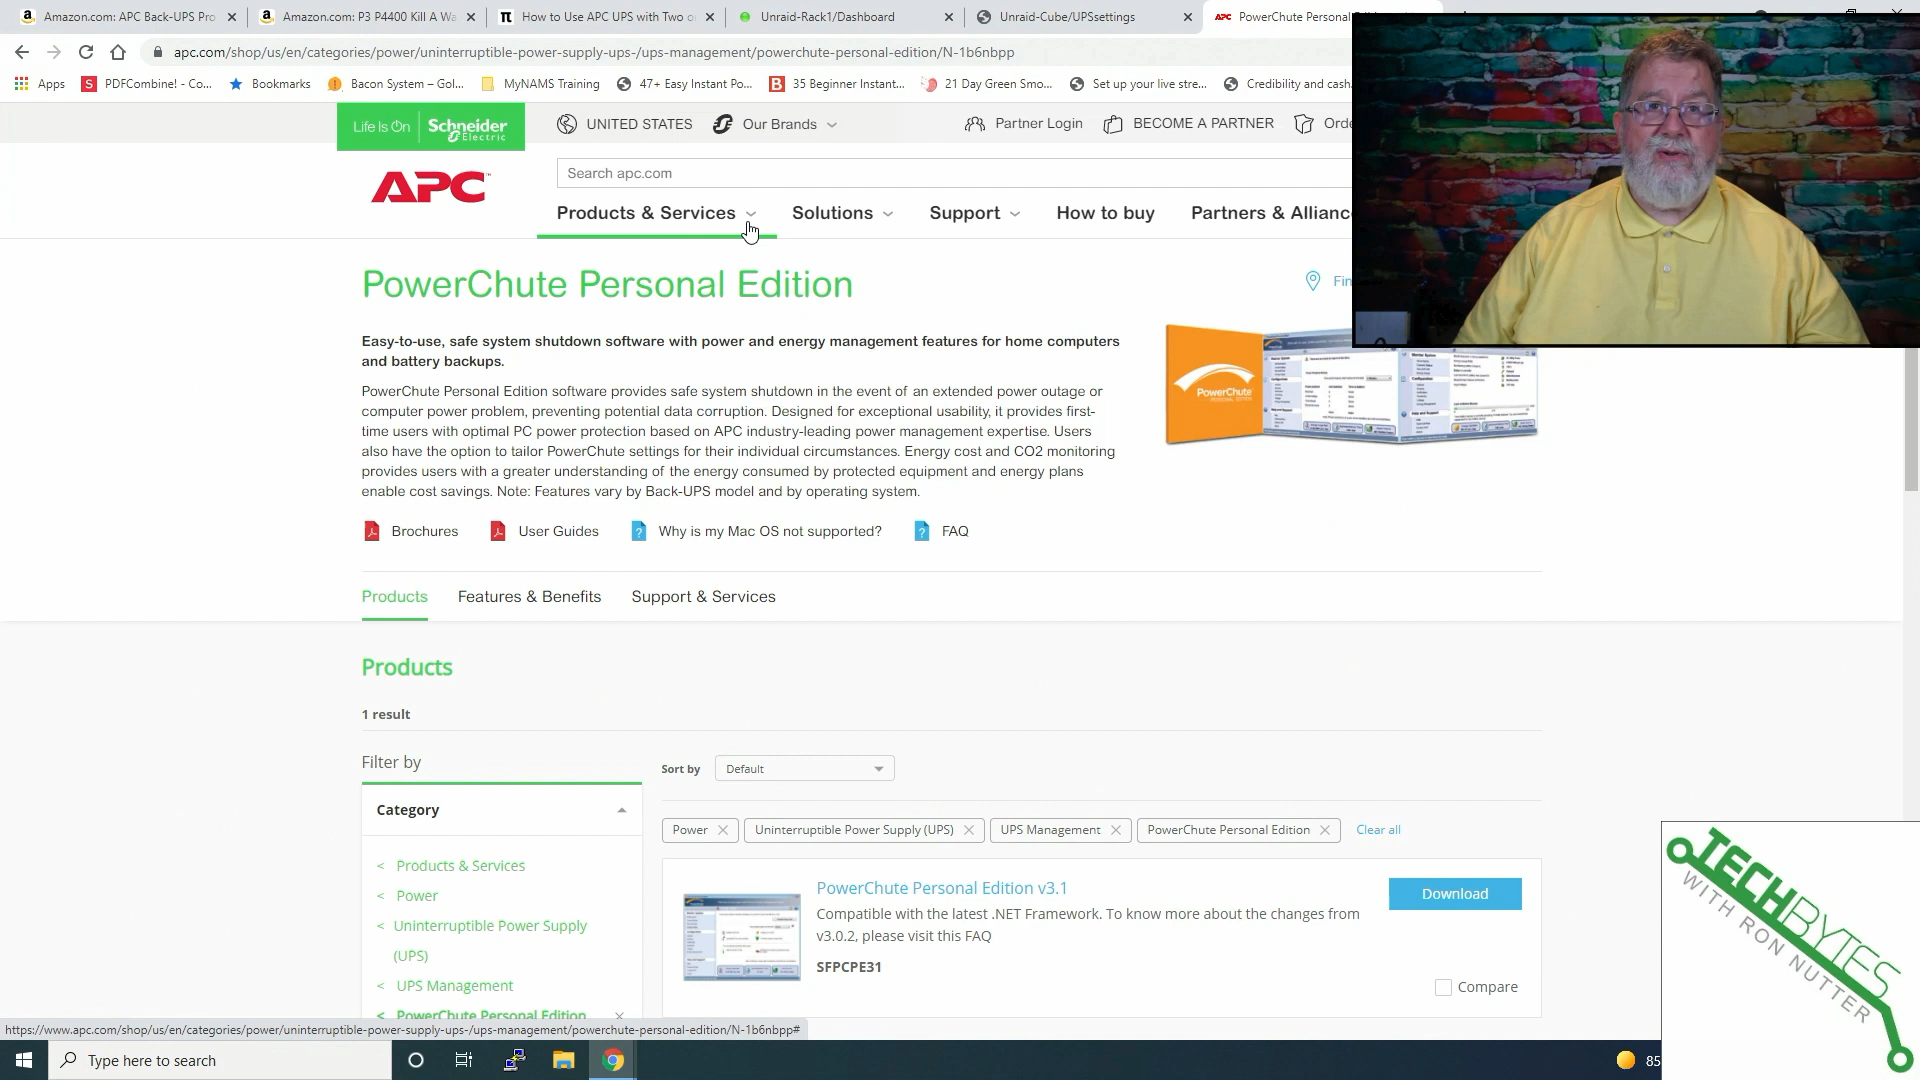 Amazon.com: APC Back-UPS Pro
Amazon.com: P3 P4400 Kill A Wa
How to Use APC UPS with Two o
Unraid-Rack1/Dashboard
Unraid-Cube/UPSsettings
APC PowerChute Personal
apc.com/shop/us/en/categories/power/uninterruptible-power-supply-ups-/ups-management/powerchute-personal-edition/N-1b6nbpp
Apps
PDFCombine! - Co...
Bookmarks
Bacon System – Gol...
MyNAMS Training
47+ Easy Instant Po...
35 Beginner Instant...
21 Day Green Smo...
Set up your live stre...
Credibility and cash
Life Is On Schneider Electric
UNITED STATES
Our Brands
Partner Login
BECOME A PARTNER
Orde
APC
Search apc.com
Products & Services
Solutions
Support
How to buy
Partners & Allianc
PowerChute Personal Edition
Fin
Easy-to-use, safe system shutdown software with power and energy management features for home computers
and battery backups.
PowerChute Personal Edition software provides safe system shutdown in the event of an extended power outage or
computer power problem, preventing potential data corruption. Designed for exceptional usability, it provides first-
time users with optimal PC power protection based on APC industry-leading power management expertise. Users
also have the option to tailor PowerChute settings for their individual circumstances. Energy cost and CO2 monitoring
provides users with a greater understanding of the energy consumed by protected equipment and energy plans
enable cost savings. Note: Features vary by Back-UPS model and by operating system.
PowerChute
PERSONAL EDITION
Brochures
User Guides
Why is my Mac OS not supported?
FAQ
Products
Features & Benefits
Support & Services
Products
1 result
Filter by
Sort by
Default
Category
Power
Uninterruptible Power Supply (UPS)
UPS Management
PowerChute Personal Edition
Clear all
< Products & Services
< Power
< Uninterruptible Power Supply
(UPS)
< UPS Management
< PowerChute Personal Edition
PowerChute Personal Edition v3.1
Compatible with the latest .NET Framework. To know more about the changes from
v3.0.2, please visit this FAQ
SFPCPE31
Download
Compare
https://www.apc.com/shop/us/en/categories/power/uninterruptible-power-supply-ups-/ups-management/powerchute-personal-edition/N-1b6nbpp#
Type here to search
85
TECHBYTES
WITH RON NUTTER